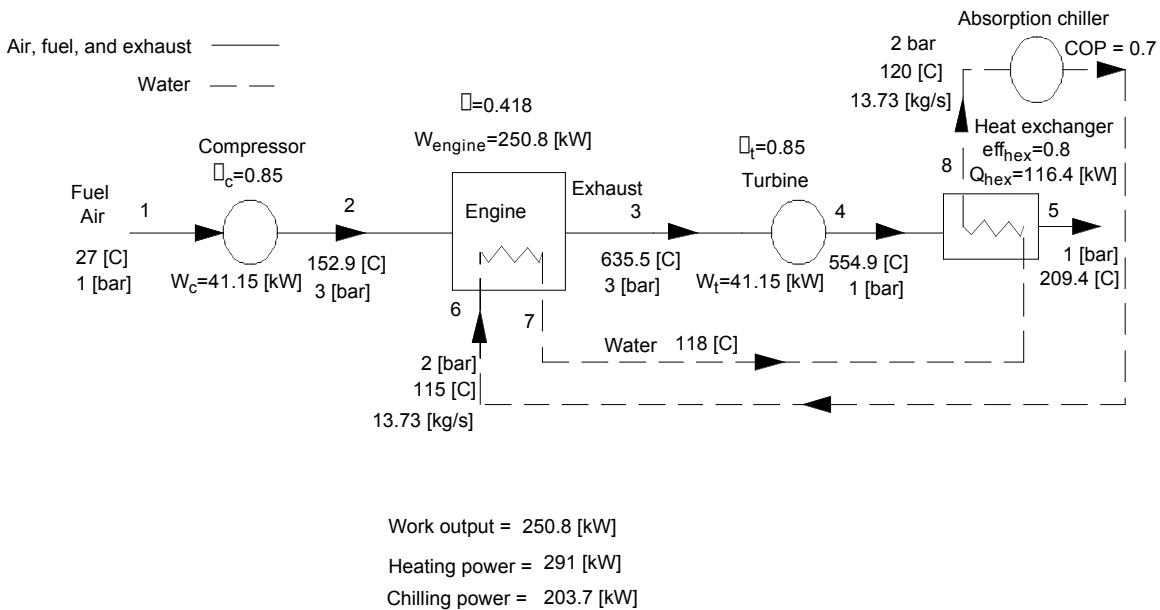 Absorption chiller
Air, fuel, and exhaust
Water
2 bar
120 [C]
13.73 [kg/s]
COP = 0.7
□=0.418
W_engine=250.8 [kW]
Compressor
□_c=0.85
□_t=0.85
Turbine
Heat exchanger
eff_hex=0.8
Q_hex=116.4 [kW]
8
Fuel
Air
1
2
Engine
Exhaust
3
4
5
27 [C]
1 [bar]
W_c=41.15 [kW]
152.9 [C]
3 [bar]
635.5 [C]
3 [bar]
W_t=41.15 [kW]
554.9 [C]
1 [bar]
1 [bar]
209.4 [C]
6
7
Water
118 [C]
2 [bar]
115 [C]
13.73 [kg/s]
Work output = 250.8 [kW]
Heating power = 291 [kW]
Chilling power = 203.7 [kW]